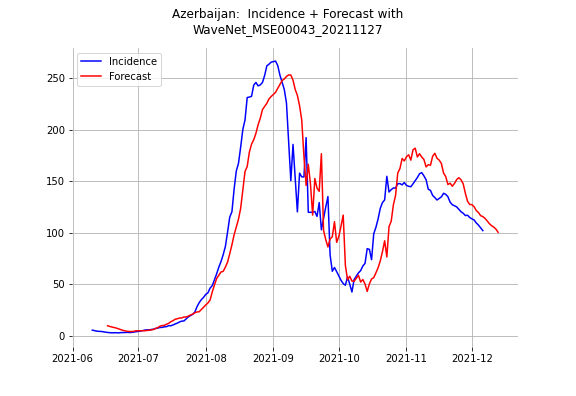 Azerbaijan:  Incidence + Forecast with
WaveNet_MSE00043_20211127
Incidence
Forecast
250
200
150
100
50
0
2021-06 2021-07 2021-08 2021-09 2021-10 2021-11 2021-12